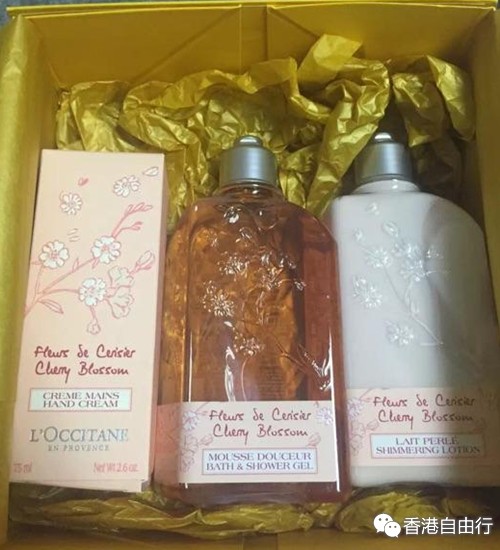 Fleurs de Cerisier
Cherry Blossom
CREME MAINS
HAND CREAM
L'OCCITANE
EN PROVENCE
75 ml Net Wt. 2.6 oz.
Fleurs de Cerisier
Cherry Blossom
MOUSSE DOUCEUR
BATH & SHOWER GEL
Fleurs de Cerisier
Cherry Blossom
LAIT PERLÉ
SHIMMERING LOTION
香港自由行